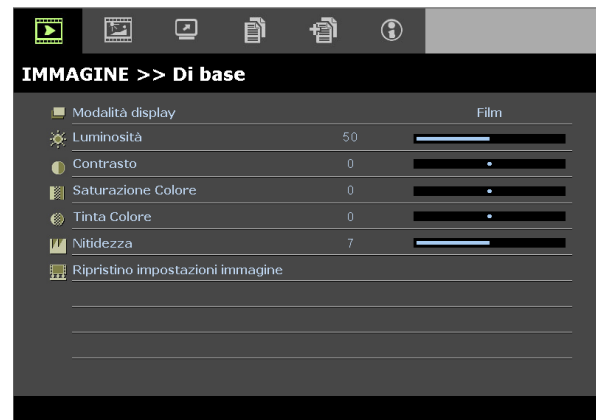 IMMAGINE >> Di base
Modalità display Film
Luminosità 50
Contrasto 0
Saturazione Colore 0
Tinta Colore 0
Nitidezza 7
Ripristino impostazioni immagine